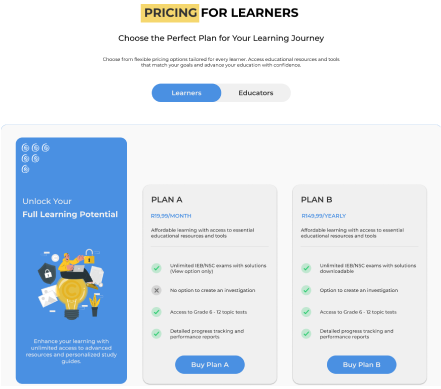 PRICING FOR LEARNERS
Choose the Perfect Plan for Your Learning Journey
Choose from flexible pricing options tailored for every learner. Access educational resources and tools
that match your goals and advance your education with confidence.
Learners
Educators
Unlock Your
Full Learning Potential
Enhance your learning with
unlimited access to advanced
resources and personalized study
guides.
PLAN A
R19,99/MONTH
Affordable learning with access to essential
educational resources and tools
Unlimited IEB/NSC exams with solutions
(View option only)
No option to create an investigation
Access to Grade 6 - 12 topic tests
Detailed progress tracking and
performance reports
Buy Plan A
PLAN B
R149,99/YEARLY
Affordable learning with access to essential
educational resources and tools
Unlimited IEB/NSC exams with solutions
downloadable
Option to create an investigation
Access to Grade 6 - 12 topic tests
Detailed progress tracking and
performance reports
Buy Plan B